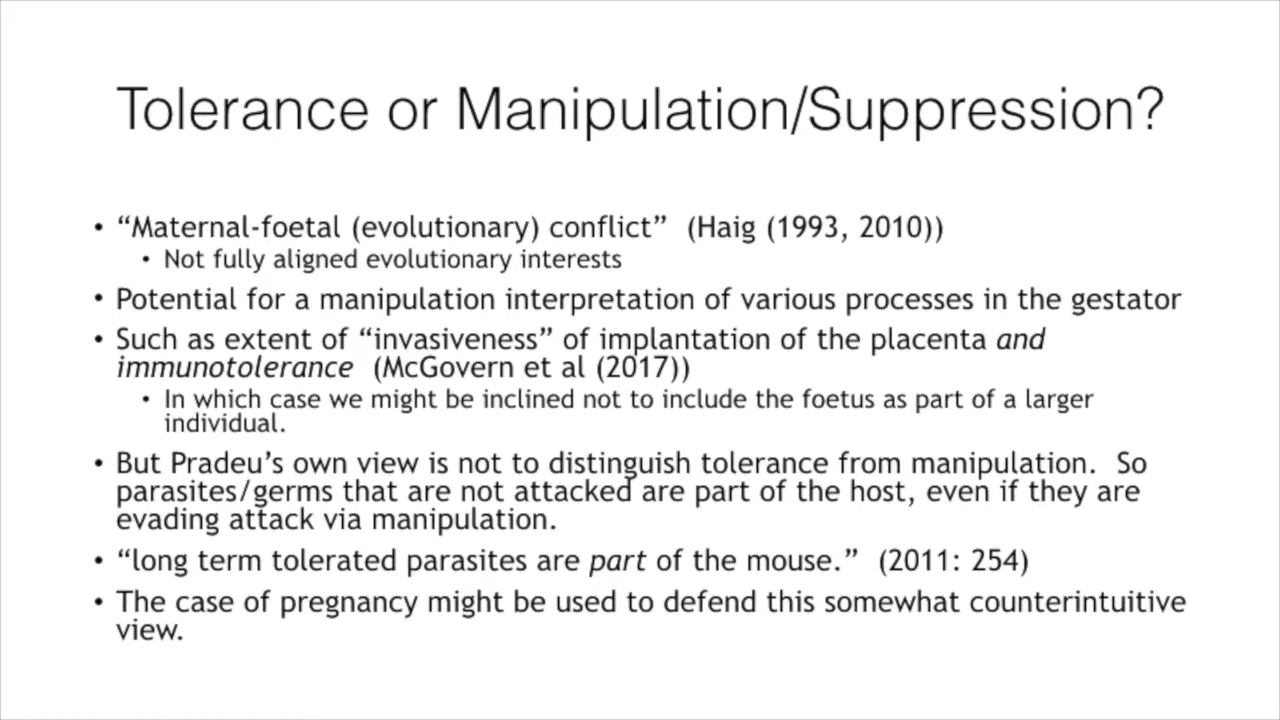 Tolerance or Manipulation/Suppression?
• “Maternal-foetal (evolutionary) conflict” (Haig (1993, 2010))
• Not fully aligned evolutionary interests
• Potential for a manipulation interpretation of various processes in the gestator
• Such as extent of “invasiveness” of implantation of the placenta and
immunotolerance (McGovern et al (2017))
• In which case we might be inclined not to include the foetus as part of a larger
individual.
• But Pradeu’s own view is not to distinguish tolerance from manipulation. So
parasites/germs that are not attacked are part of the host, even if they are
evading attack via manipulation.
• “long term tolerated parasites are part of the mouse.” (2011: 254)
• The case of pregnancy might be used to defend this somewhat counterintuitive
view.